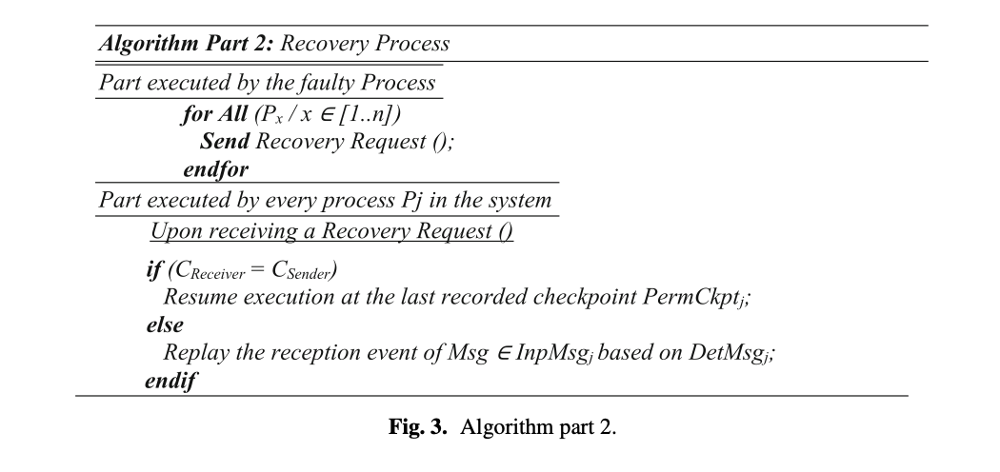 Algorithm Part 2: Recovery Process
Part executed by the faulty Process
for All (Px / x ∈ [1..n])
Send Recovery Request ();
endfor
Part executed by every process Pj in the system
Upon receiving a Recovery Request ()
if (CReceiver = CSender)
Resume execution at the last recorded checkpoint PermCkptj;
else
Replay the reception event of Msg ∈ InpMsgj based on DetMsgj;
endif
Fig. 3. Algorithm part 2.